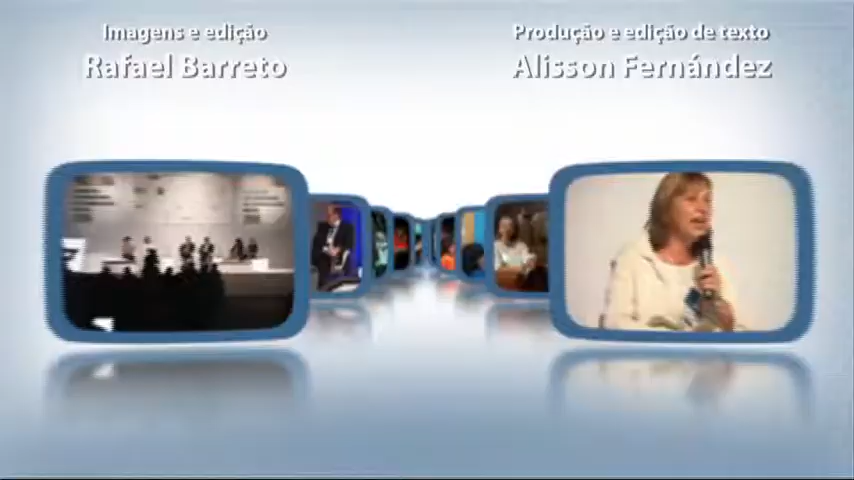 Imagens e edição
Rafael Barreto
Produção e edição de texto
Alisson Fernández